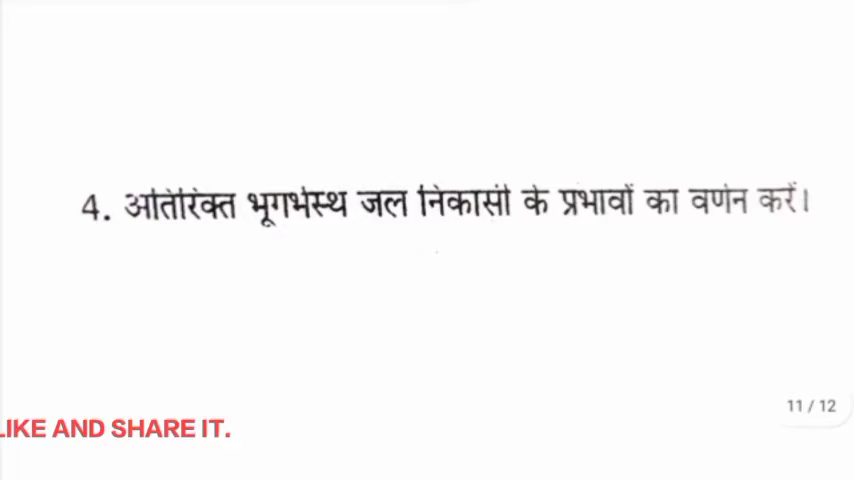 4. अतिरिक्त भूगर्भस्थ जल निकासी के प्रभावों का वर्णन करें।
11 / 12
LIKE AND SHARE IT.